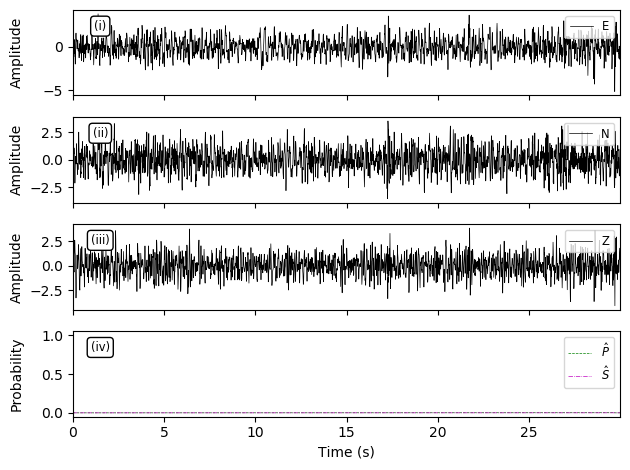 (i)
E
0
−5
Amplitude
(ii)
N
2.5
0.0
−2.5
Amplitude
(iii)
Z
2.5
0.0
−2.5
Amplitude
(iv)
P̂
Ŝ
1.0
0.5
0.0
Probability
0 5 10 15 20 25
Time (s)